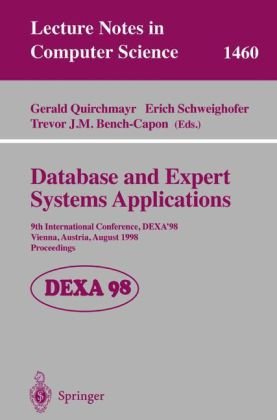 Lecture Notes in
Computer Science 1460
Gerald Quirchmayr Erich Schweighofer
Trevor J.M. Bench-Capon (Eds.)
Database and Expert
Systems Applications
9th International Conference, DEXA'98
Vienna, Austria, August 1998
Proceedings
DEXA 98
Springer